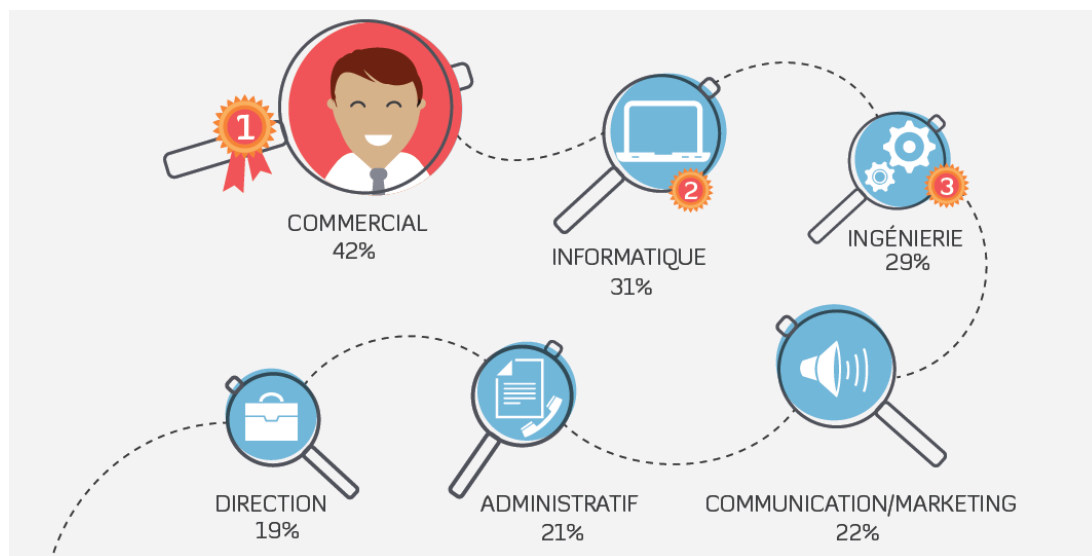 1
COMMERCIAL
42%
2
INFORMATIQUE
31%
3
INGÉNIERIE
29%
DIRECTION
19%
ADMINISTRATIF
21%
COMMUNICATION/MARKETING
22%